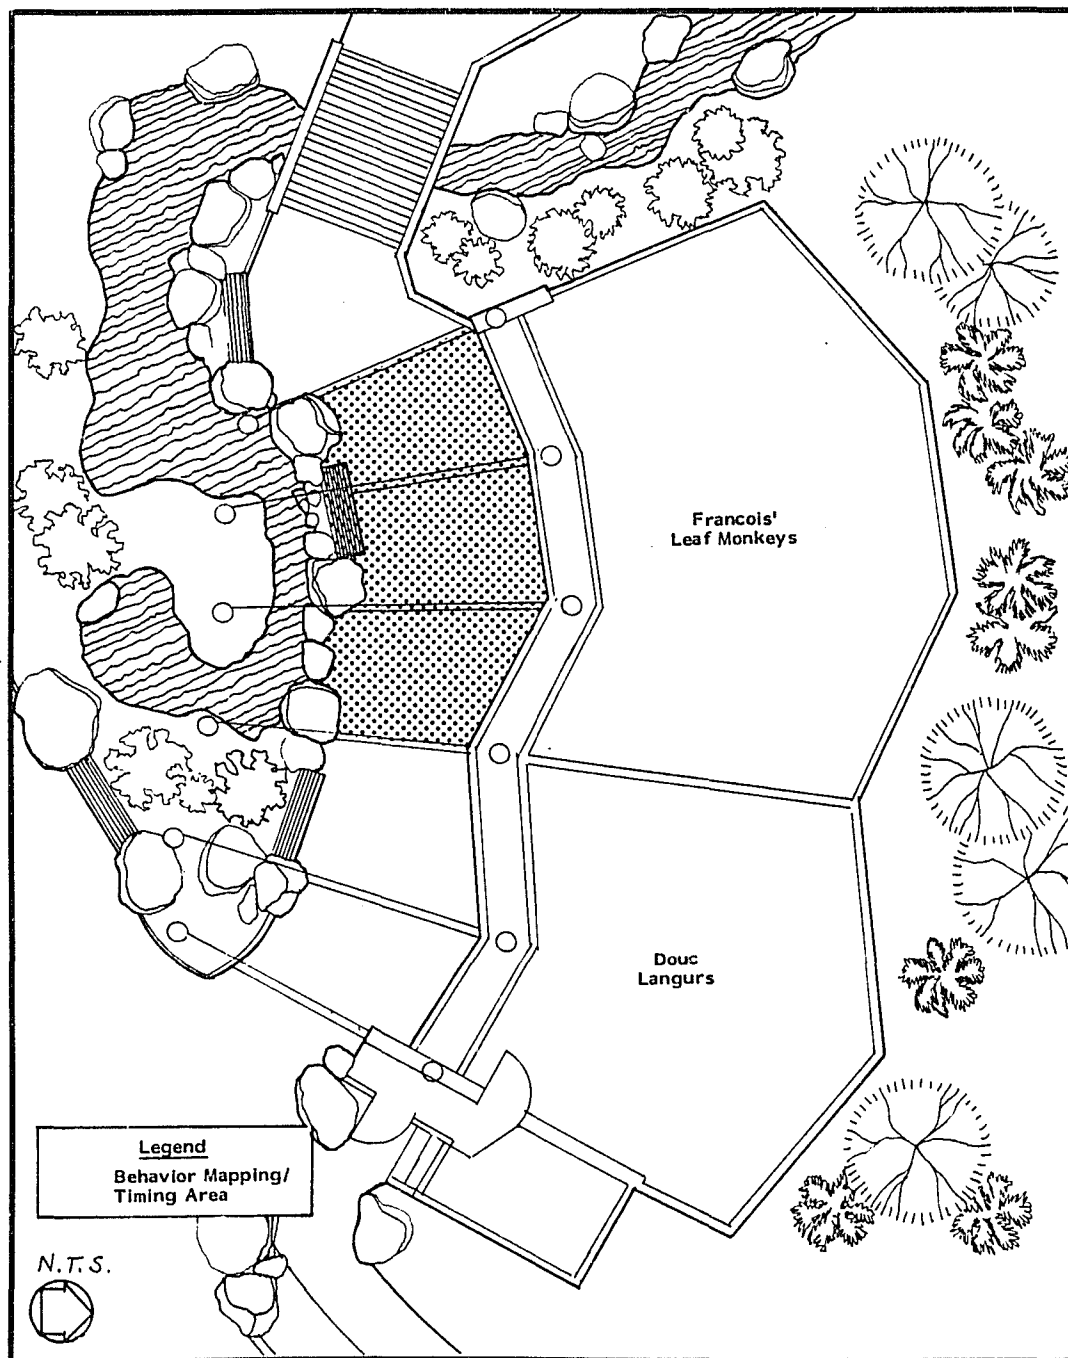 Francois'
Leaf Monkeys
Douc
Langurs
Legend
Behavior Mapping/
Timing Area
N.T.S.